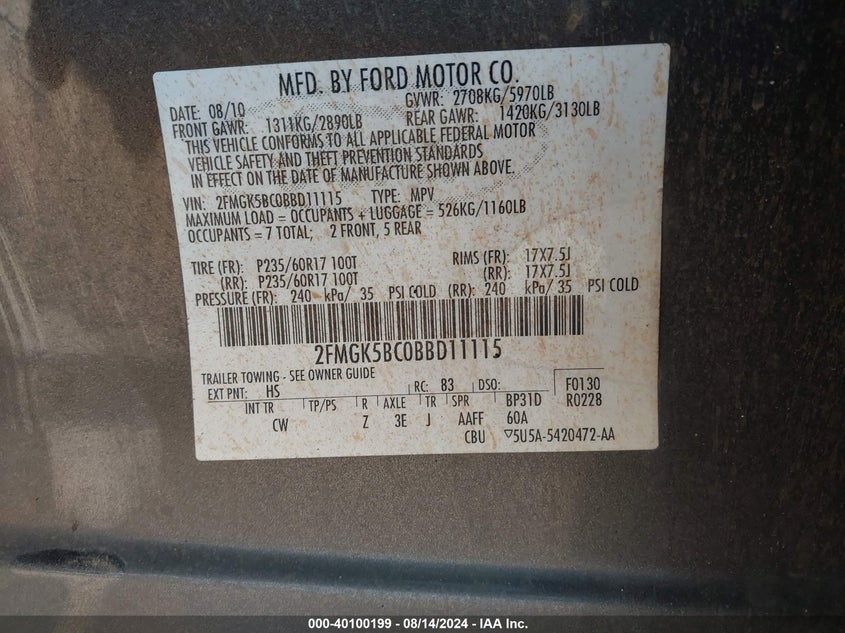 MFD. BY FORD MOTOR CO.
DATE: 08/10 GVWR: 2708KG/5970LB
FRONT GAWR: 1311KG/2890LB REAR GAWR: 1420KG/3130LB
THIS VEHICLE CONFORMS TO ALL APPLICABLE FEDERAL MOTOR
VEHICLE SAFETY AND THEFT PREVENTION STANDARDS
IN EFFECT ON THE DATE OF MANUFACTURE SHOWN ABOVE.
VIN: 2FMGK5BC0BBD11115 TYPE: MPV
MAXIMUM LOAD = OCCUPANTS + LUGGAGE = 526KG/1160LB
OCCUPANTS = 7 TOTAL; 2 FRONT, 5 REAR
TIRE (FR): P235/60R17 100T RIMS (FR): 17X7.5J
(RR): P235/60R17 100T (RR): 17X7.5J
PRESSURE (FR): 240 kPa/ 35 PSI COLD (RR): 240 kPa/ 35 PSI COLD
2FMGK5BC0BBD11115
TRAILER TOWING - SEE OWNER GUIDE
EXT PNT: HS RC: 83 DSO: F0130
INT TR TP/PS R AXLE TR SPR BP31D R0228
CW Z 3E J AAFF 60A
CBU ▽5U5A-5420472-AA
000-40100199 - 08/14/2024 - IAA Inc.